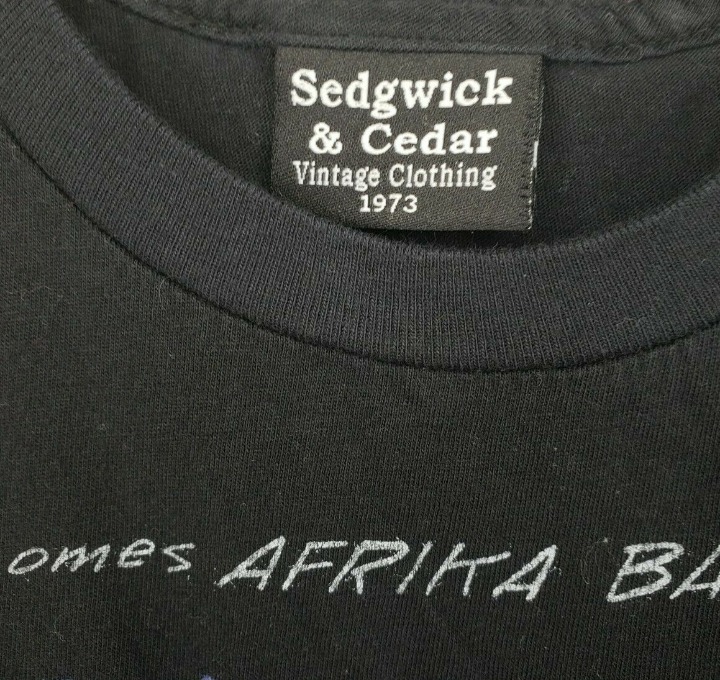 Sedgwick
& Cedar
Vintage Clothing
1973
omes AFRIKA BA